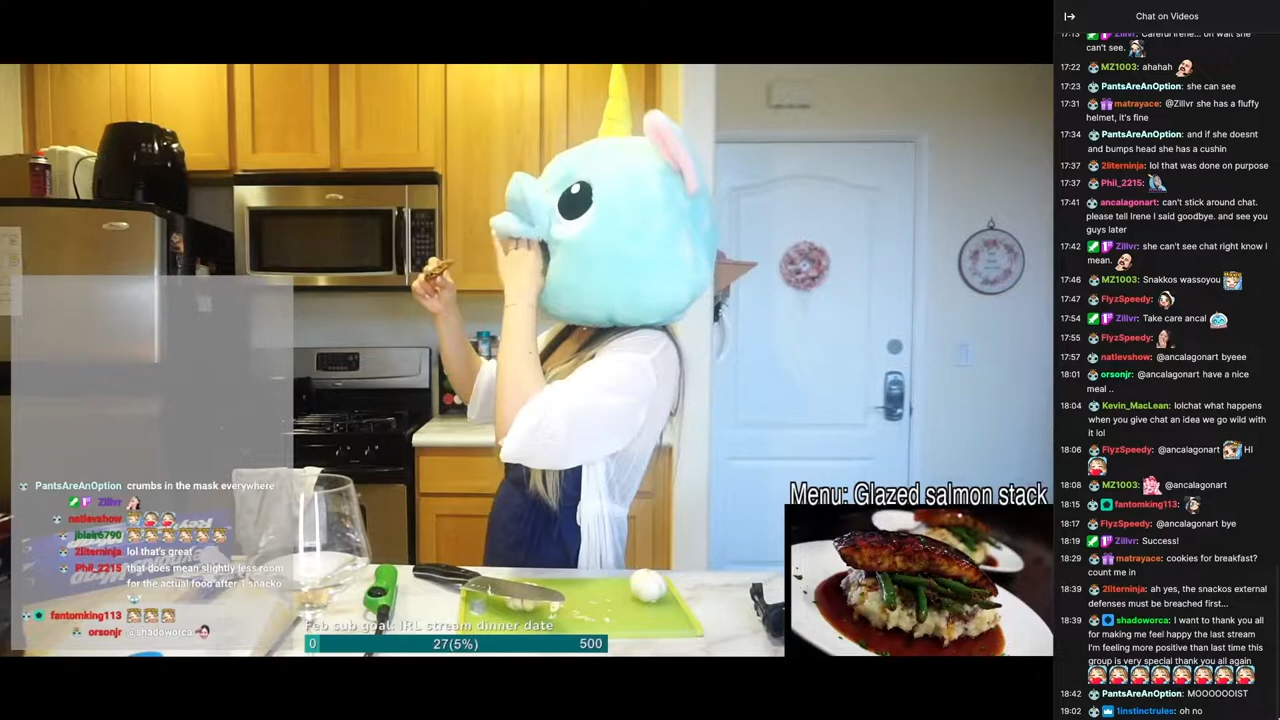 Chat on Videos
17:13 Zillvr: Careful Irene... oh wait she
can't see.
17:22 MZ1003: ahahah
17:23 PantsAreAnOption: she can see
17:31 matrayace: @Zillvr she has a fluffy
helmet, it's fine
17:34 PantsAreAnOption: and if she doesnt
and bumps head she has a cushin
17:37 2literninja: lol that was done on purpose
17:37 Phil_2215:
17:41 ancalagonart: can't stick around chat.
please tell Irene I said goodbye. and see you
guys later
17:42 Zillvr: she can't see chat right know I
mean.
17:46 MZ1003: Snakkos wassoyou
17:47 FlyzSpeedy:
17:54 Zillvr: Take care ancal
17:55 FlyzSpeedy:
17:57 natlevshow: @ancalagonart byeee
18:01 orsonjr: @ancalagonart have a nice
meal ..
18:04 Kevin_MacLean: lolchat what happens
when you give chat an idea we go wild with
it lol
18:06 FlyzSpeedy: @ancalagonart HI
18:08 MZ1003: @ancalagonart
18:15 fantomking113:
18:17 FlyzSpeedy: @ancalagonart bye
18:19 Zillvr: Success!
18:29 matrayace: cookies for breakfast?
count me in
18:39 2literninja: ah yes, the snackos external
defenses must be breached first...
18:39 shadoworca: I want to thank you all
for making me feel happy the last stream
I'm feeling more positive than last time this
group is very special thank you all again
18:42 PantsAreAnOption: MOOOOOOIST
19:02 1instinctrules: oh no
PantsAreAnOption crumbs in the mask everywhere
Zillvr
natlevshow
jblair6790
2literninja lol that's great
Phil_2215 that does mean slightly less room
for the actual food after 1 snacko
fantomking113
orsonjr @shadoworca
Menu: Glazed salmon stack
Feb sub goal: IRL stream dinner date
0 27(5%) 500